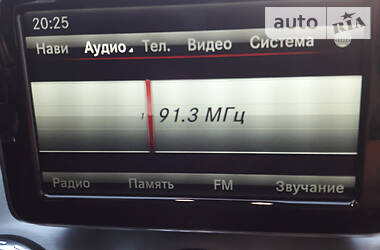 20:25
auto RIA
Нави Аудио Тел. Видео Система
1 91.3 МГц
Радио Память FM Звучание